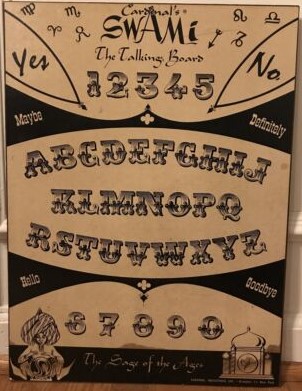 Cardinal's
SWAMi
The Talking Board
Yes
No
12345
Maybe
Definitely
ABCDEFGHIJ
KLMNOPQ
RSTUVWXYZ
Hello
Goodbye
67890
The Sage of the Ages